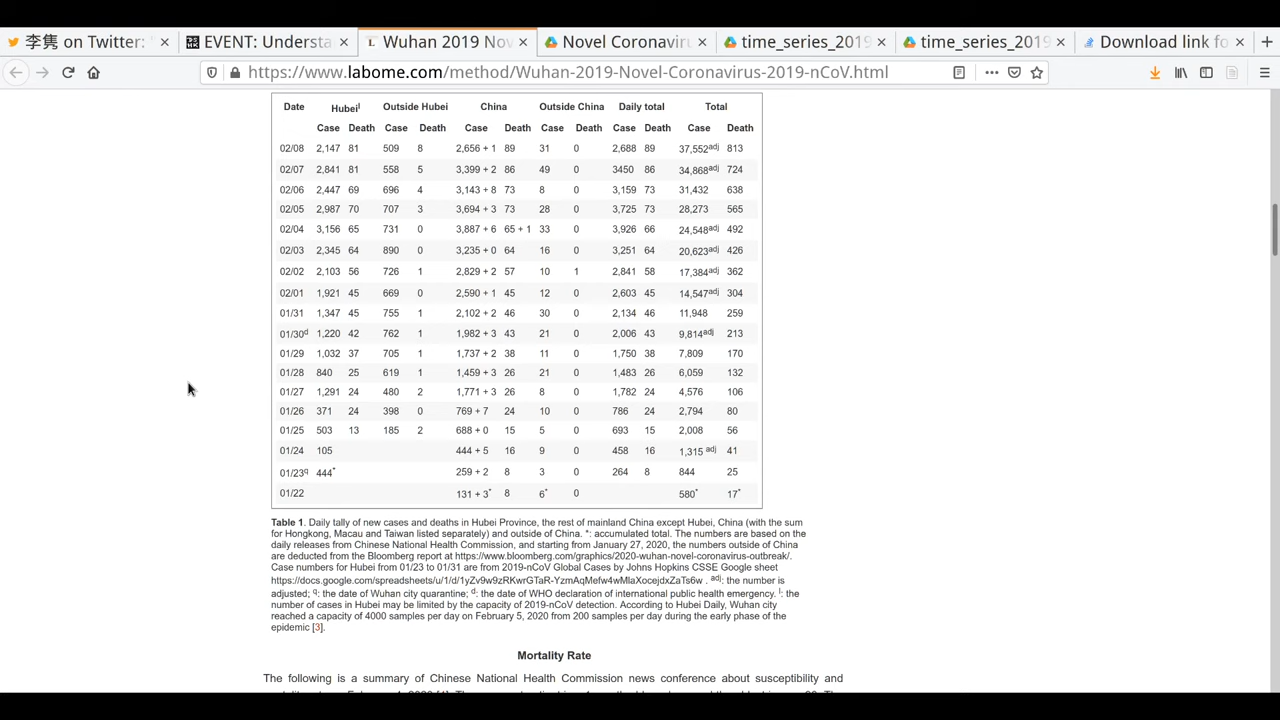 李隽 on Twitter: EVENT: Understa Wuhan 2019 Nov Novel Coronaviru time_series_2019 time_series_2019 Download link fo
https://www.labome.com/method/Wuhan-2019-Novel-Coronavirus-2019-nCoV.html
Date Hubei^l Outside Hubei China Outside China Daily total Total
Case Death Case Death Case Death Case Death Case Death Case Death
02/08 2,147 81 509 8 2,656 + 1 89 31 0 2,688 89 37,552^adj 813
02/07 2,841 81 558 5 3,399 + 2 86 49 0 3450 86 34,868^adj 724
02/06 2,447 69 696 4 3,143 + 8 73 8 0 3,159 73 31,432 638
02/05 2,987 70 707 3 3,694 + 3 73 28 0 3,725 73 28,273 565
02/04 3,156 65 731 0 3,887 + 6 65 + 1 33 0 3,926 66 24,548^adj 492
02/03 2,345 64 890 0 3,235 + 0 64 16 0 3,251 64 20,623^adj 426
02/02 2,103 56 726 1 2,829 + 2 57 10 1 2,841 58 17,384^adj 362
02/01 1,921 45 669 0 2,590 + 1 45 12 0 2,603 45 14,547^adj 304
01/31 1,347 45 755 1 2,102 + 2 46 30 0 2,134 46 11,948 259
01/30^d 1,220 42 762 1 1,982 + 3 43 21 0 2,006 43 9,814^adj 213
01/29 1,032 37 705 1 1,737 + 2 38 11 0 1,750 38 7,809 170
01/28 840 25 619 1 1,459 + 3 26 21 0 1,483 26 6,059 132
01/27 1,291 24 480 2 1,771 + 3 26 8 0 1,782 24 4,576 106
01/26 371 24 398 0 769 + 7 24 10 0 786 24 2,794 80
01/25 503 13 185 2 688 + 0 15 5 0 693 15 2,008 56
01/24 105 444 + 5 16 9 0 458 16 1,315 ^adj 41
01/23^q 444^* 259 + 2 8 3 0 264 8 844 25
01/22 131 + 3^* 8 6^* 0 580^* 17^*
Table 1. Daily tally of new cases and deaths in Hubei Province, the rest of mainland China except Hubei, China (with the sum
for Hongkong, Macau and Taiwan listed separately) and outside of China. *: accumulated total. The numbers are based on the
daily releases from Chinese National Health Commission, and starting from January 27, 2020, the numbers outside of China
are deducted from the Bloomberg report at https://www.bloomberg.com/graphics/2020-wuhan-novel-coronavirus-outbreak/.
Case numbers for Hubei from 01/23 to 01/31 are from 2019-nCoV Global Cases by Johns Hopkins CSSE Google sheet
https://docs.google.com/spreadsheets/u/1/d/1yZv9w9zRKwrGTaR-YzmAqMefw4wMlaXocejdxZaTs6w . ^adj: the number is
adjusted; ^q: the date of Wuhan city quarantine; ^d: the date of WHO declaration of international public health emergency. ^l: the
number of cases in Hubei may be limited by the capacity of 2019-nCoV detection. According to Hubei Daily, Wuhan city
reached a capacity of 4000 samples per day on February 5, 2020 from 200 samples per day during the early phase of the
epidemic [3].
Mortality Rate
The following is a summary of Chinese National Health Commission news conference about susceptibility and